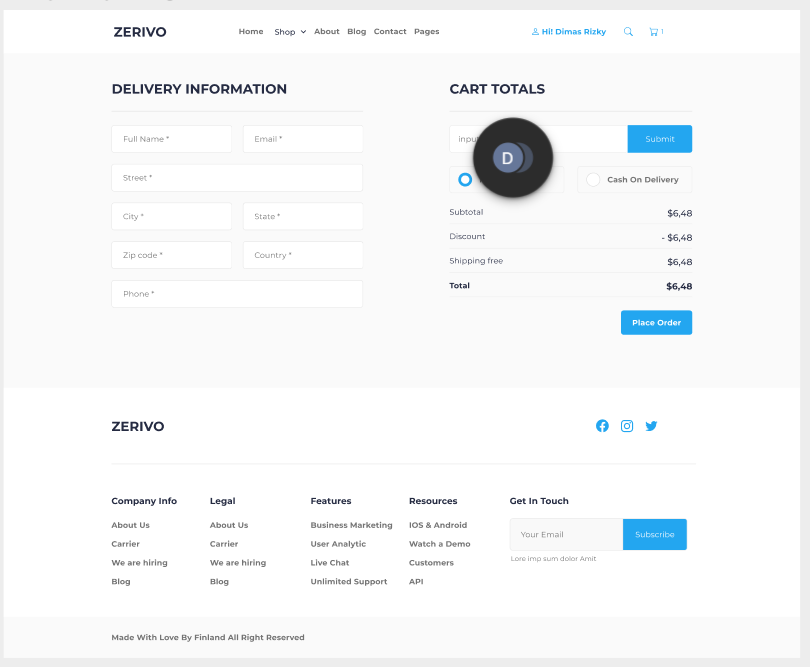 ZERIVO
Home Shop About Blog Contact Pages
Hi! Dimas Rizky
1
DELIVERY INFORMATION
Full Name *
Email *
Street *
City *
State *
Zip code *
Country *
Phone *
CART TOTALS
Submit
D
Cash On Delivery
Subtotal $6,48
Discount - $6,48
Shipping free $6,48
Total $6,48
Place Order
ZERIVO
Company Info
About Us
Carrier
We are hiring
Blog
Legal
About Us
Carrier
We are hiring
Blog
Features
Business Marketing
User Analytic
Live Chat
Unlimited Support
Resources
IOS & Android
Watch a Demo
Customers
API
Get In Touch
Your Email
Subscribe
Lore imp sum dolor Amit
Made With Love By Finland All Right Reserved